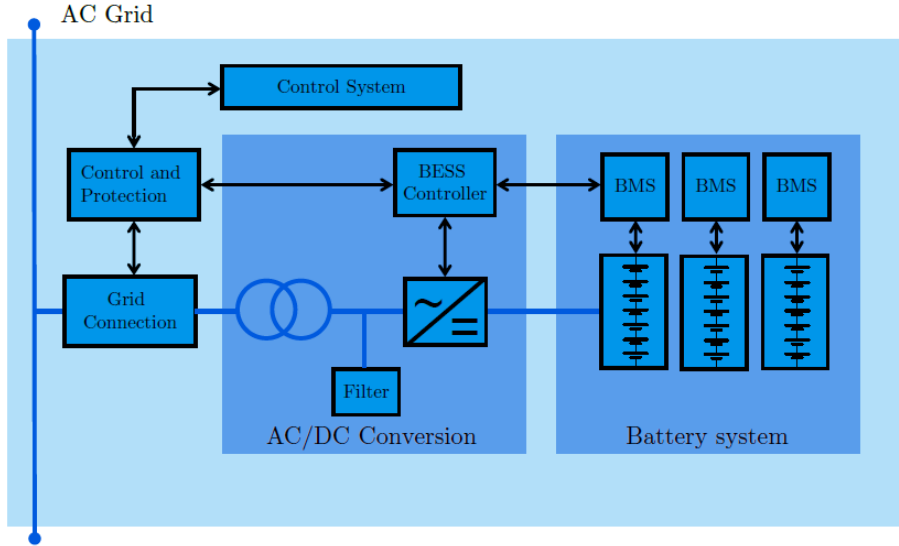 AC Grid
Control System
Control and
Protection
BESS
Controller
BMS
BMS
BMS
Grid
Connection
Filter
AC/DC Conversion
Battery system